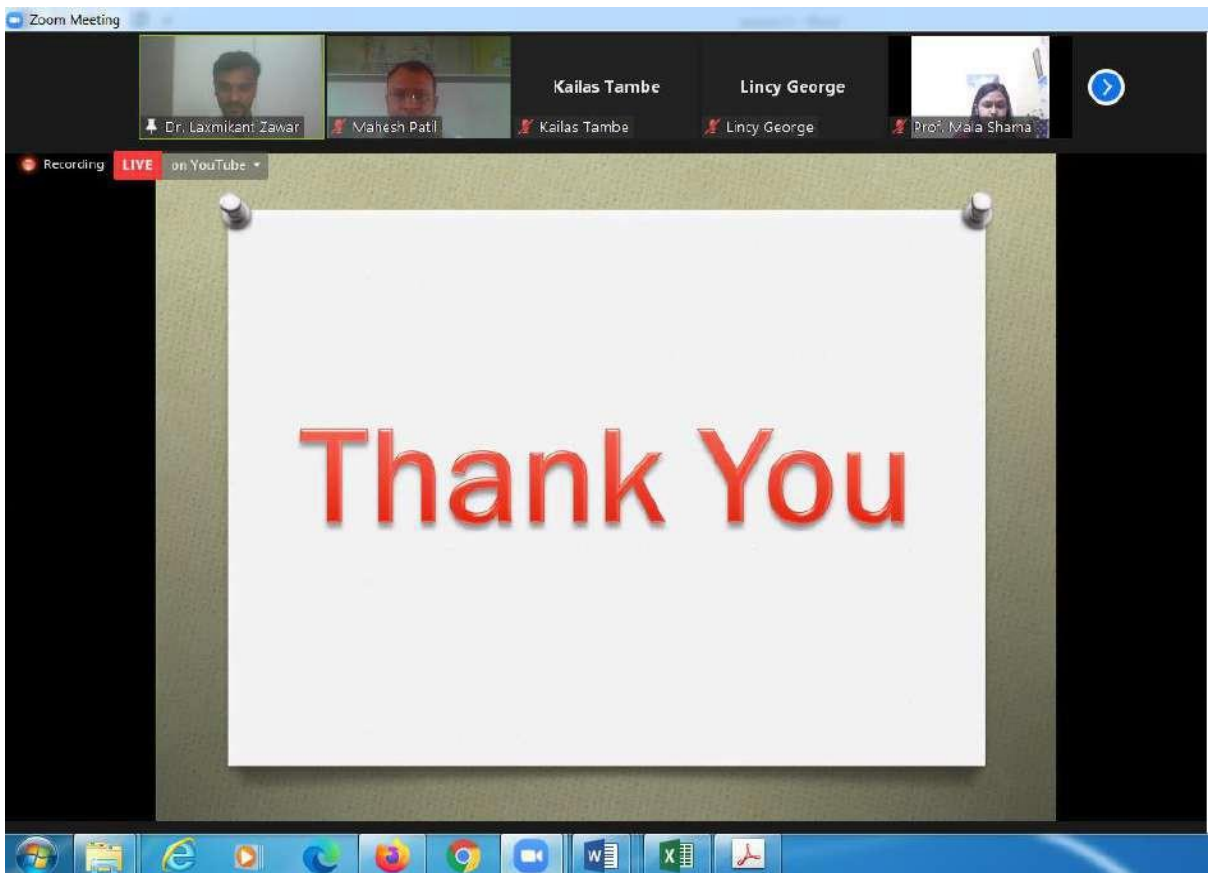 Zoom Meeting
Kailas Tambe
Lincy George
Dr. Laxmikant Zawar
Mahesh Patil
Kailas Tambe
Lincy George
Prof. Mala Sharma
Recording
LIVE
on YouTube
Thank You